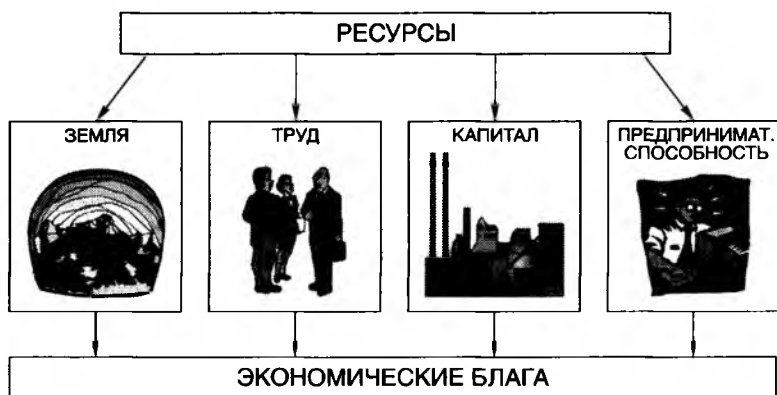 РЕСУРСЫ
ЗЕМЛЯ
ТРУД
КАПИТАЛ
ПРЕДПРИНИМАТ.
СПОСОБНОСТЬ
ЭКОНОМИЧЕСКИЕ БЛАГА